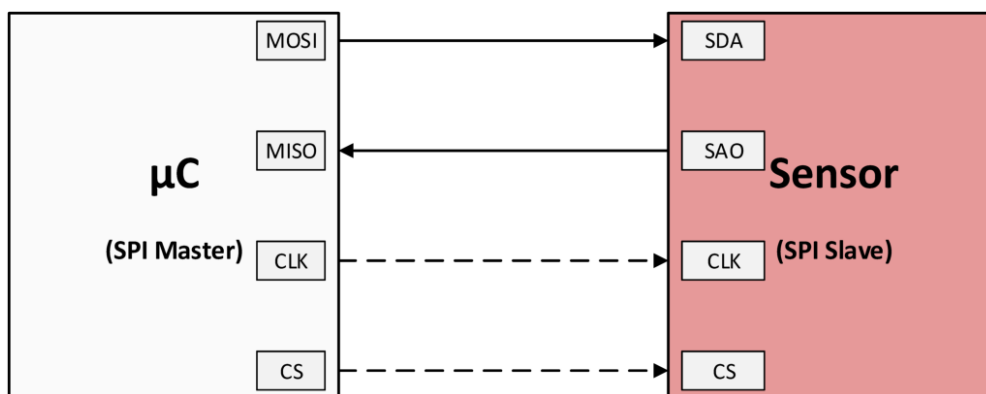 MOSI
SDA
MISO
SAO
µC
Sensor
(SPI Master)
CLK
CLK
(SPI Slave)
CS
CS